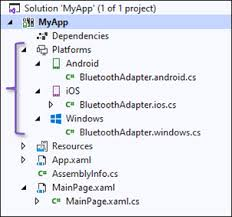 Solution 'MyApp' (1 of 1 project)
MyApp
Dependencies
Platforms
Android
C# BluetoothAdapter.android.cs
iOS
C# BluetoothAdapter.ios.cs
Windows
C# BluetoothAdapter.windows.cs
Resources
App.xaml
C# AssemblyInfo.cs
MainPage.xaml
C# MainPage.xaml.cs